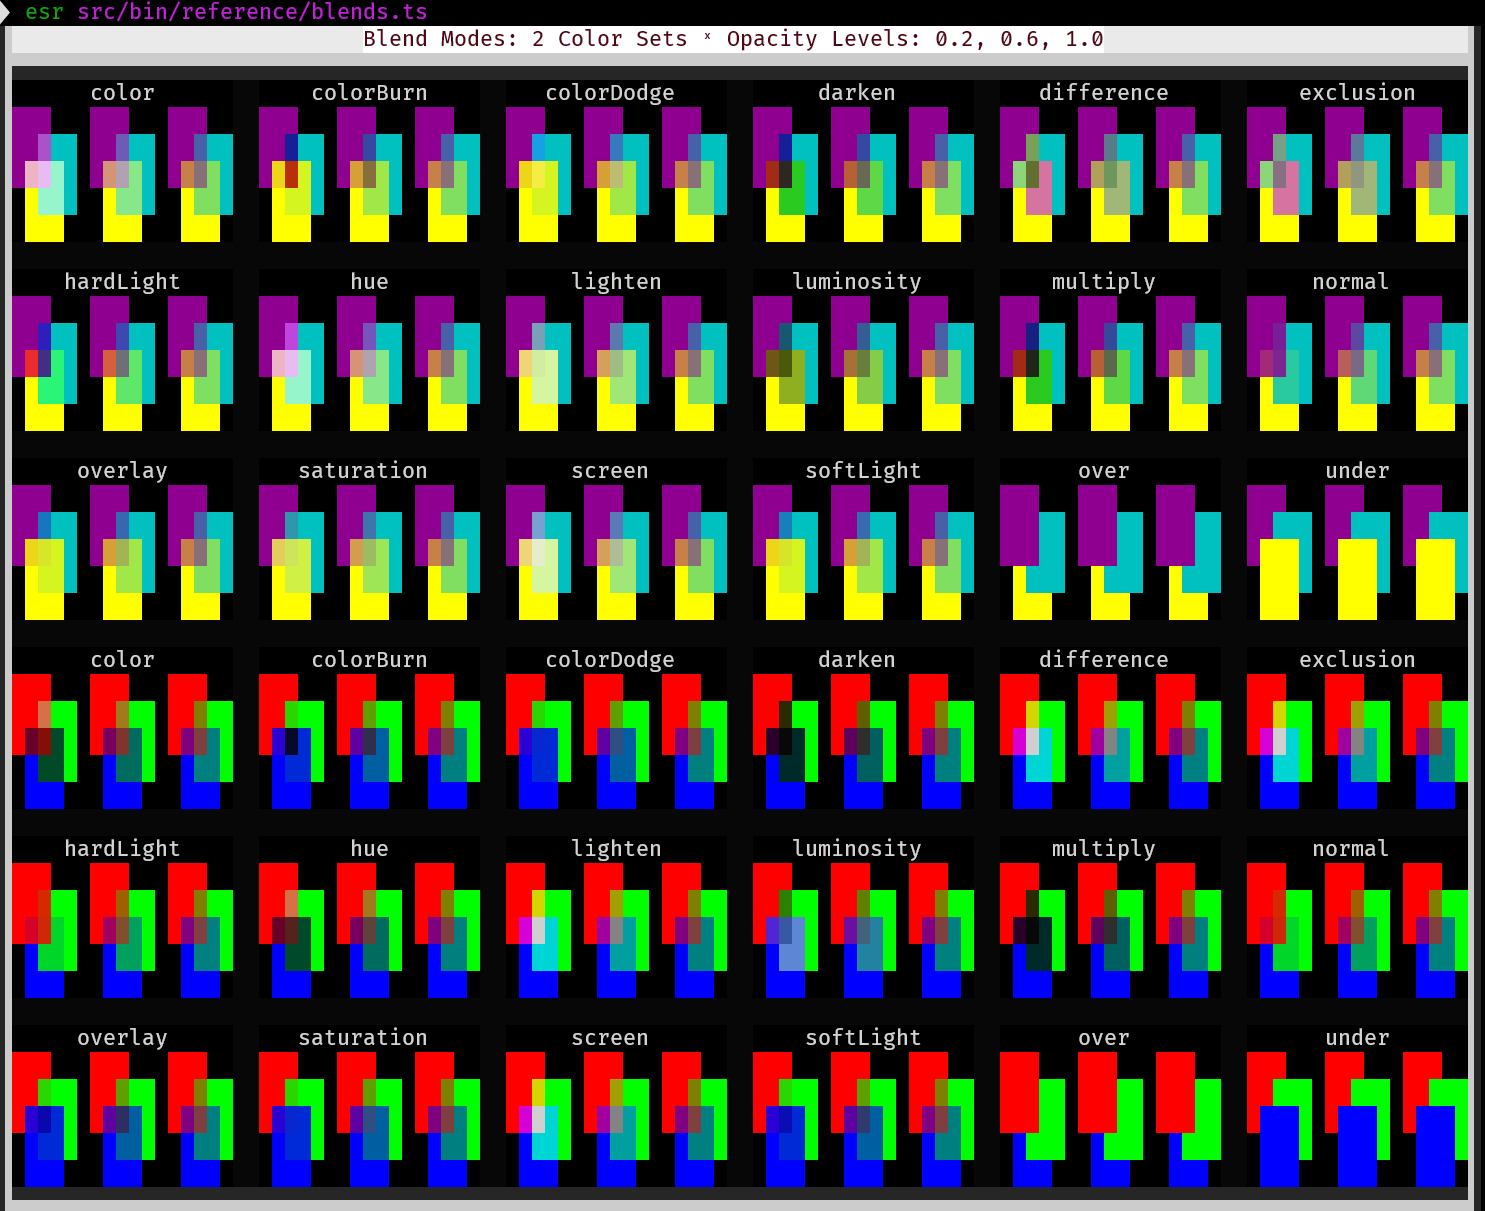 esr src/bin/reference/blends.ts
Blend Modes: 2 Color Sets ˣ Opacity Levels: 0.2, 0.6, 1.0
color colorBurn colorDodge darken difference exclusion
hardLight hue lighten luminosity multiply normal
overlay saturation screen softLight over under
color colorBurn colorDodge darken difference exclusion
hardLight hue lighten luminosity multiply normal
overlay saturation screen softLight over under